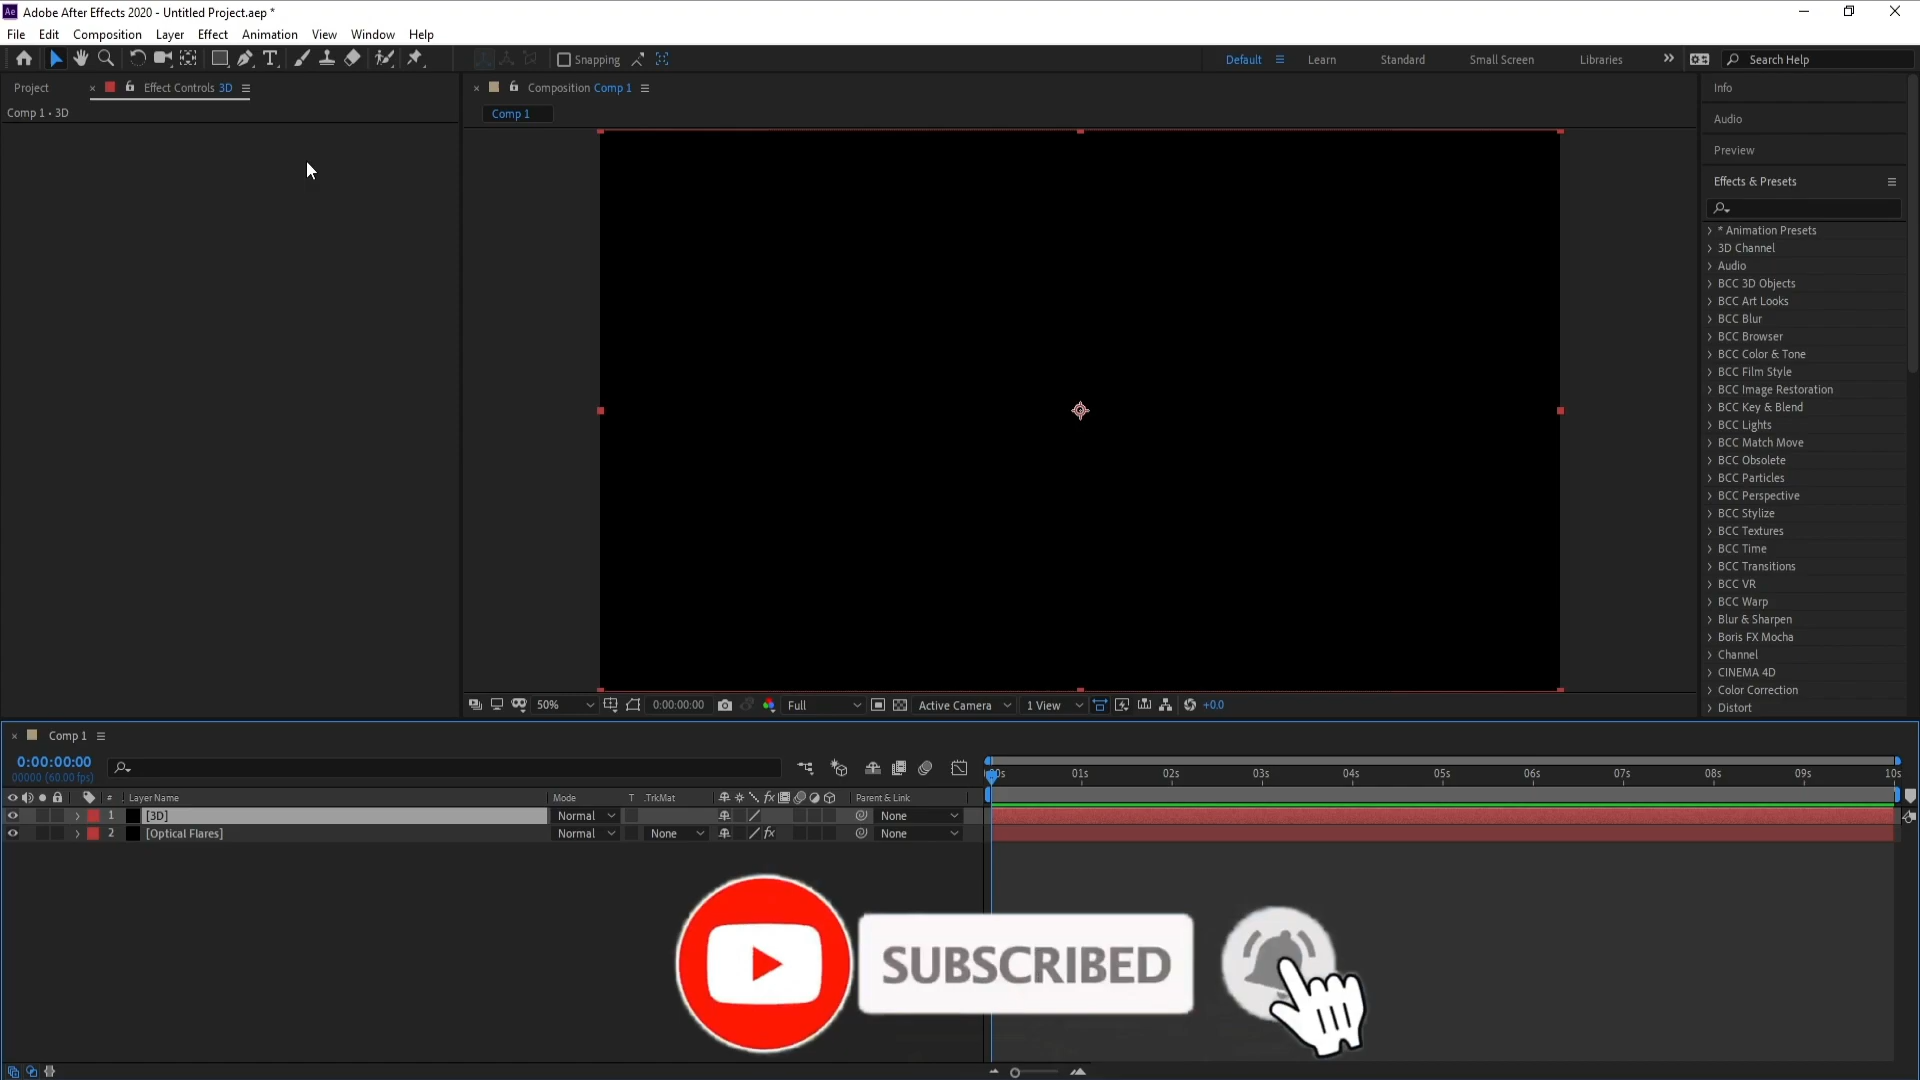 Ae Adobe After Effects 2020 - Untitled Project.aep *
File Edit Composition Layer Effect Animation View Window Help
Snapping Default Learn Standard Small Screen Libraries Search Help
Project Effect Controls 3D
Comp 1 • 3D
Composition Comp 1
Comp 1
Info
Audio
Preview
Effects & Presets
* Animation Presets
3D Channel
Audio
BCC 3D Objects
BCC Art Looks
BCC Blur
BCC Browser
BCC Color & Tone
BCC Film Style
BCC Image Restoration
BCC Key & Blend
BCC Lights
BCC Match Move
BCC Obsolete
BCC Particles
BCC Perspective
BCC Stylize
BCC Textures
BCC Time
BCC Transitions
BCC VR
BCC Warp
Blur & Sharpen
Boris FX Mocha
Channel
CINEMA 4D
Color Correction
Distort
50% 0:00:00:00 Full Active Camera 1 View +0.0
Comp 1
0:00:00:00
00000 (60.00 fps)
00s 01s 02s 03s 04s 05s 06s 07s 08s 09s 10s
# Layer Name Mode T .TrkMat fx Parent & Link
1 [3D] Normal None
2 [Optical Flares] Normal None fx None
SUBSCRIBED